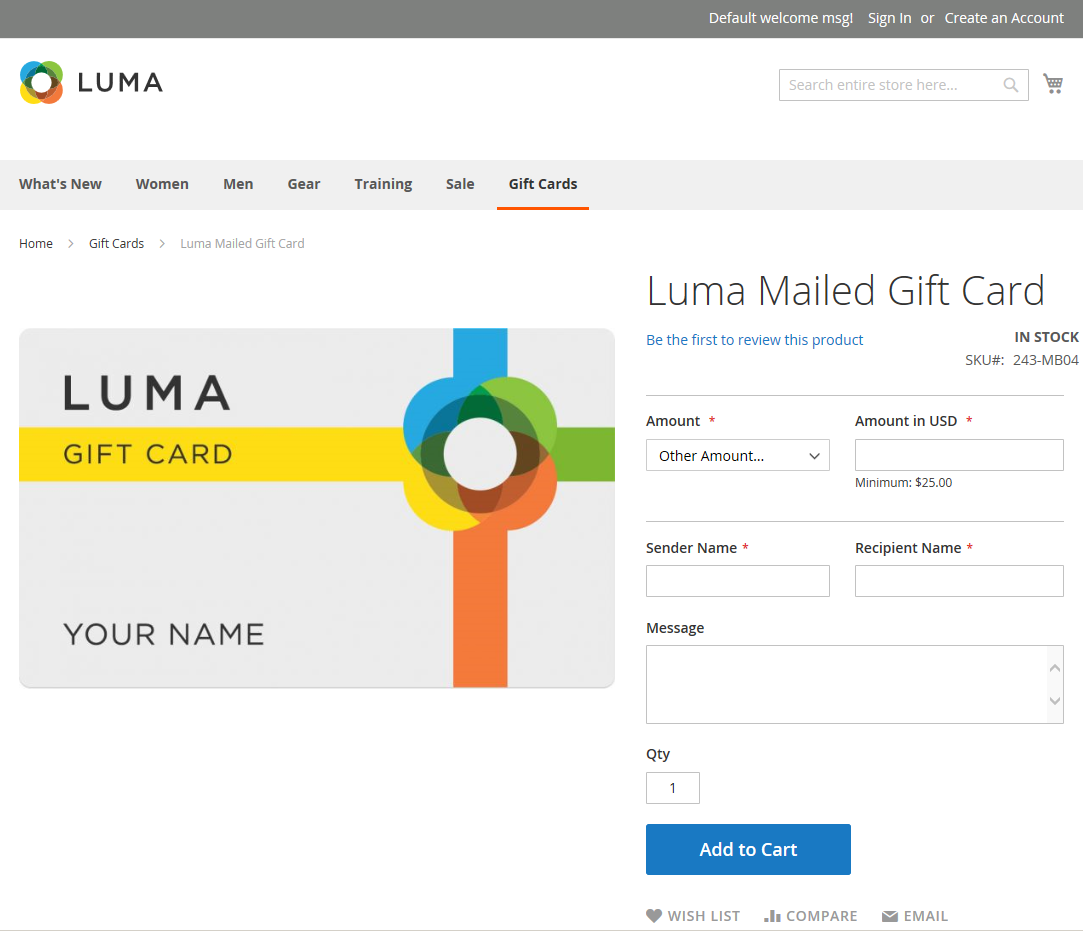 Default welcome msg! Sign In or Create an Account
LUMA
Search entire store here...
What's New Women Men Gear Training Sale Gift Cards
Home Gift Cards Luma Mailed Gift Card
LUMA
GIFT CARD
YOUR NAME
Luma Mailed Gift Card
Be the first to review this product
IN STOCK
SKU#: 243-MB04
Amount * Amount in USD *
Other Amount...
Minimum: $25.00
Sender Name * Recipient Name *
Message
Qty
1
Add to Cart
WISH LIST COMPARE EMAIL